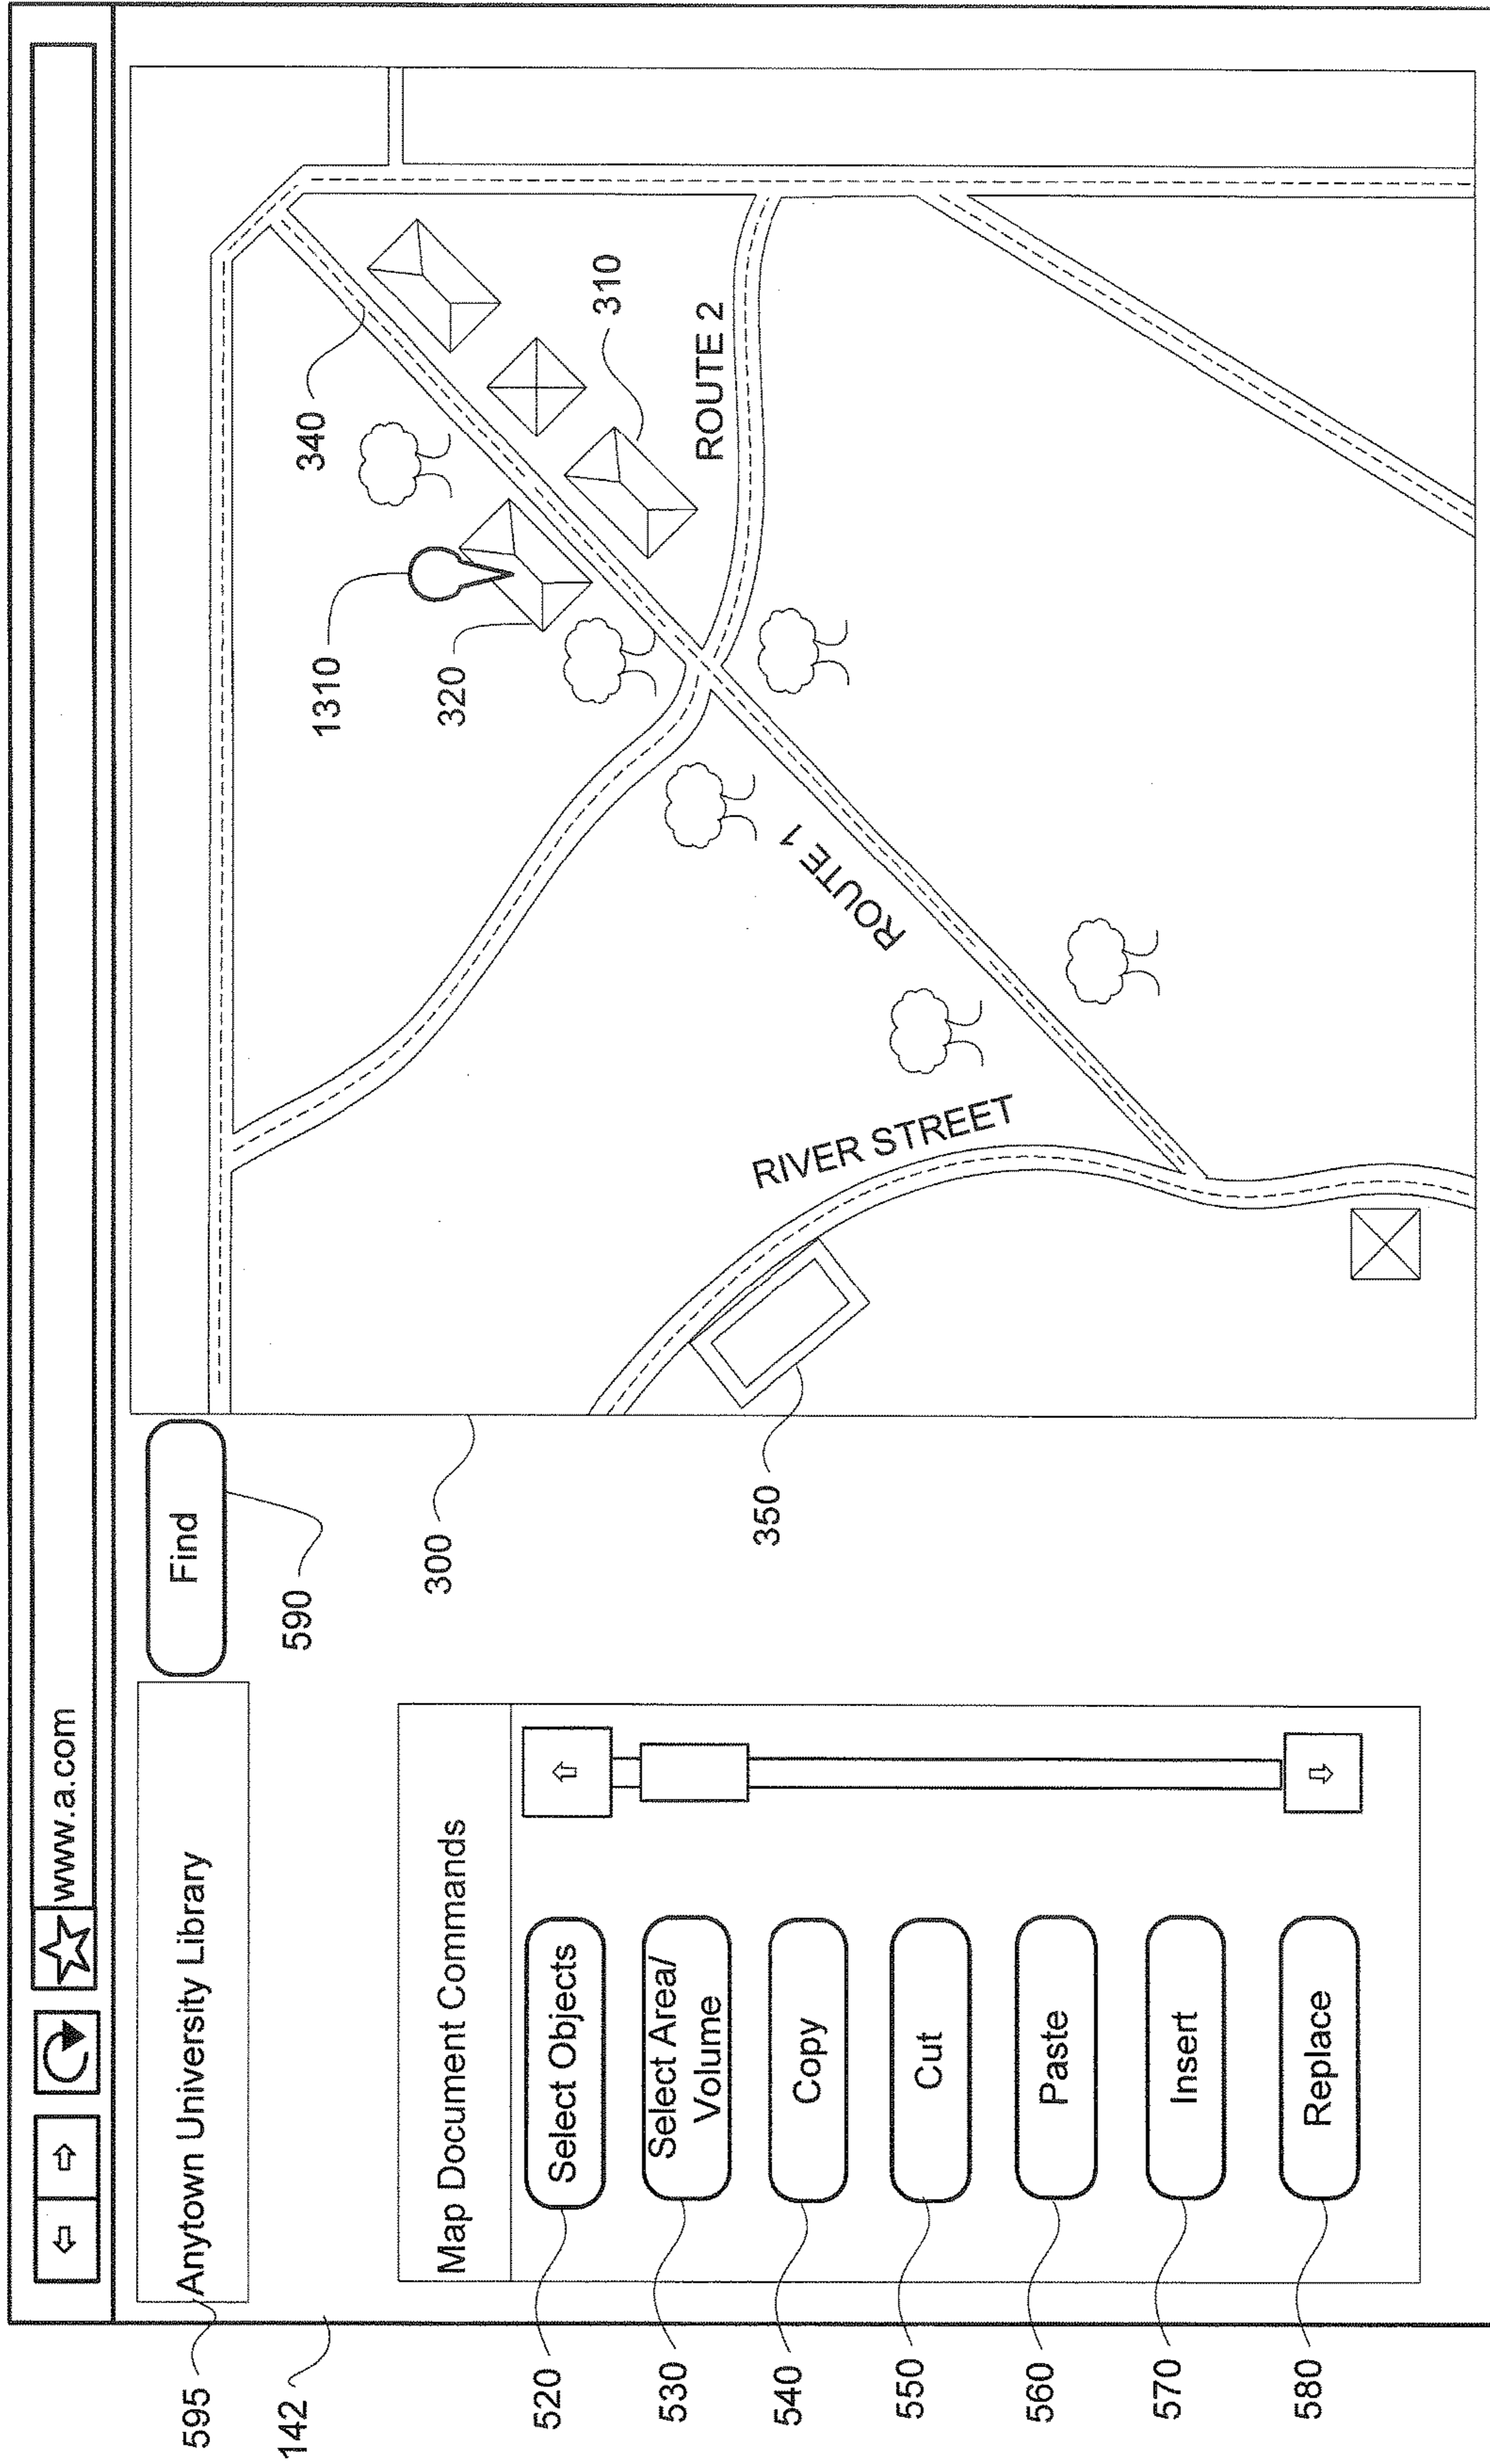 www.a.com
595
Anytown University Library
Find
590
142
300
Map Document Commands
520
Select Objects
530
Select Area/
Volume
540
Copy
550
Cut
560
Paste
570
Insert
580
Replace
340
1310
320
310
ROUTE 2
ROUTE 1
RIVER STREET
350